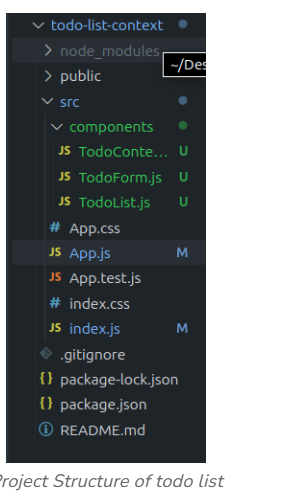 todo-list-context
node_modules
~/Des
public
src
components
JS TodoConte... U
JS TodoForm.js U
JS TodoList.js U
# App.css
JS App.js M
JS App.test.js
# index.css
JS index.js M
.gitignore
{} package-lock.json
{} package.json
README.md
Project Structure of todo list